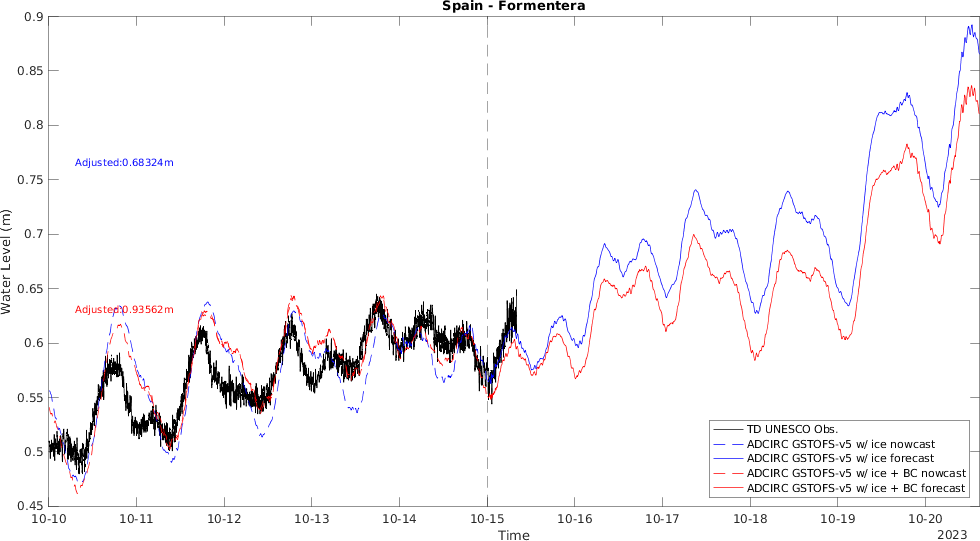 Spain - Formentera
0.9
0.85
0.8
0.75
0.7
0.65
0.6
0.55
0.5
0.45
Water Level (m)
Adjusted:0.68324m
Adjusted:0.93562m
TD UNESCO Obs.
ADCIRC GSTOFS-v5 w/ ice nowcast
ADCIRC GSTOFS-v5 w/ ice forecast
ADCIRC GSTOFS-v5 w/ ice + BC nowcast
ADCIRC GSTOFS-v5 w/ ice + BC forecast
10-10 10-11 10-12 10-13 10-14 10-15 10-16 10-17 10-18 10-19 10-20
Time
2023